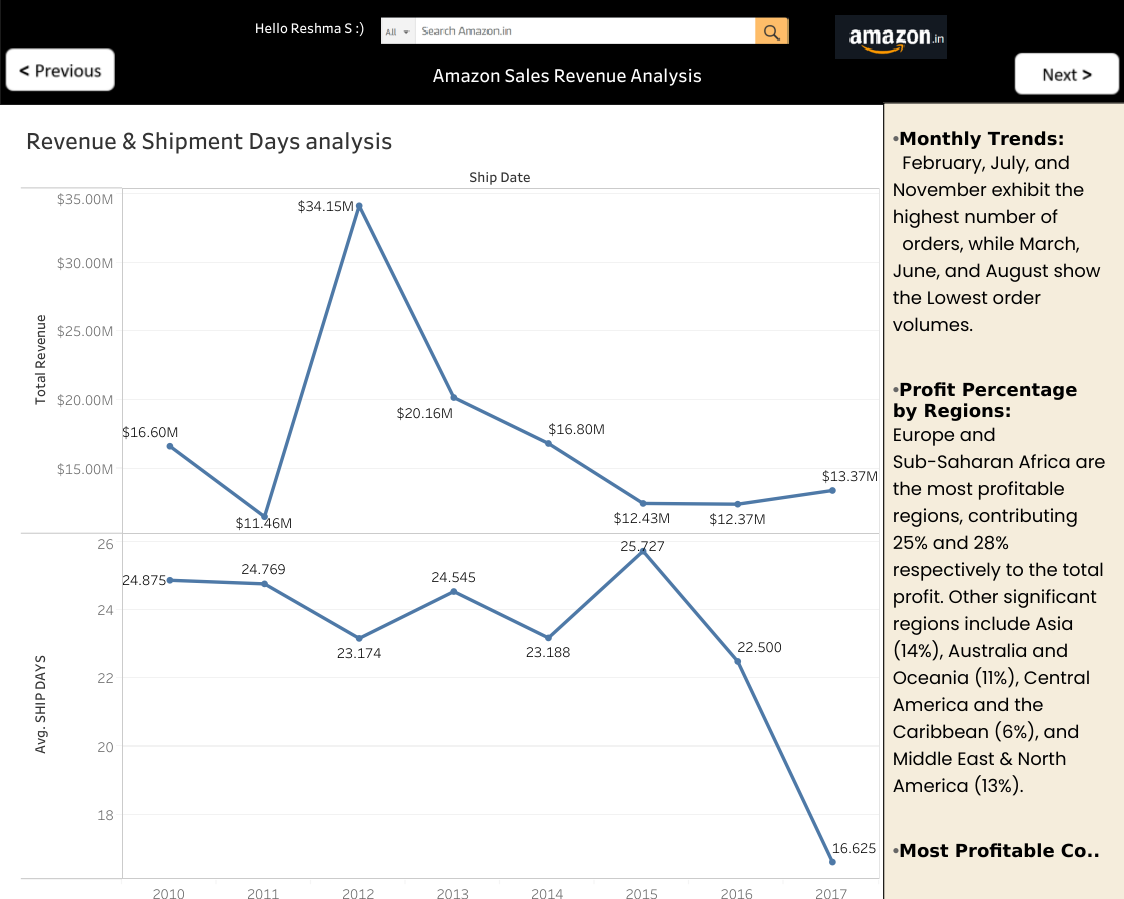 Hello Reshma S :)
All
Search Amazon.in
amazon.in
< Previous
Amazon Sales Revenue Analysis
Next >
Revenue & Shipment Days analysis
Ship Date
Total Revenue
$35.00M
$30.00M
$25.00M
$20.00M
$15.00M
$16.60M
$11.46M
$34.15M
$20.16M
$16.80M
$12.43M
$12.37M
$13.37M
Avg. SHIP DAYS
26
24
22
20
18
24.875
24.769
23.174
24.545
23.188
25.727
22.500
16.625
2010 2011 2012 2013 2014 2015 2016 2017
•Monthly Trends:
February, July, and
November exhibit the
highest number of
orders, while March,
June, and August show
the Lowest order
volumes.
•Profit Percentage
by Regions:
Europe and
Sub-Saharan Africa are
the most profitable
regions, contributing
25% and 28%
respectively to the total
profit. Other significant
regions include Asia
(14%), Australia and
Oceania (11%), Central
America and the
Caribbean (6%), and
Middle East & North
America (13%).
•Most Profitable Co..